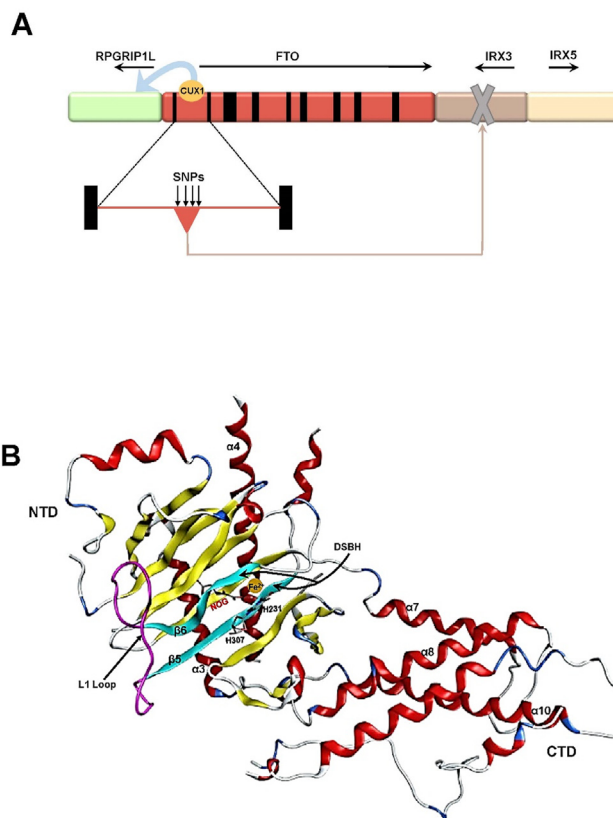 A
RPGRIP1L
FTO
IRX3
IRX5
CUX1
SNPs
B
α4
NTD
DSBH
NOG
H231
α7
β6
H307
α8
β5
L1 Loop
α3
α10
CTD